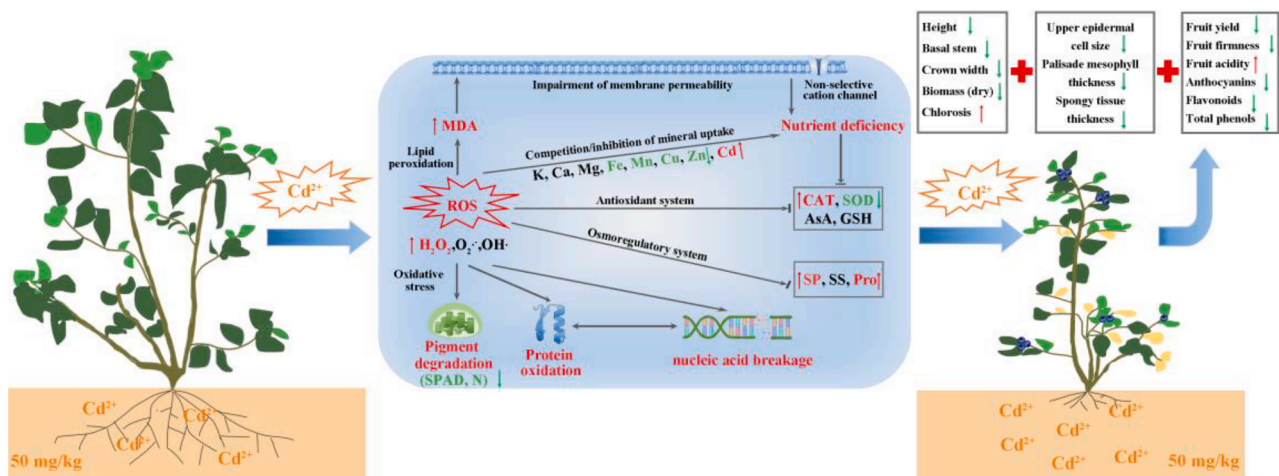 Cd²⁺
Cd²⁺
Cd²⁺
Cd²⁺
Cd²⁺
50 mg/kg
Impairment of membrane permeability
Non-selective
cation channel
↑ MDA
Lipid
peroxidation
Competition/inhibition of mineral uptake
K, Ca, Mg, Fe, Mn, Cu, Zn↓, Cd↑
Nutrient deficiency
ROS
Antioxidant system
↑CAT, SOD↓
AsA, GSH
↑ H₂O₂,O₂·⁻,OH·
Osmoregulatory system
Oxidative
stress
↑SP, SS, Pro↑
Pigment
degradation
(SPAD, N) ↓
Protein
oxidation
nucleic acid breakage
Height ↓
Basal stem ↓
Crown width ↓
Biomass (dry) ↓
Chlorosis ↑
Upper epidermal
cell size ↓
Palisade mesophyll
thickness ↓
Spongy tissue
thickness ↓
Fruit yield ↓
Fruit firmness ↓
Fruit acidity ↑
Anthocyanins ↓
Flavonoids ↓
Total phenols ↓
Cd²⁺
Cd²⁺
Cd²⁺
Cd²⁺
Cd²⁺
Cd²⁺
Cd²⁺
50 mg/kg